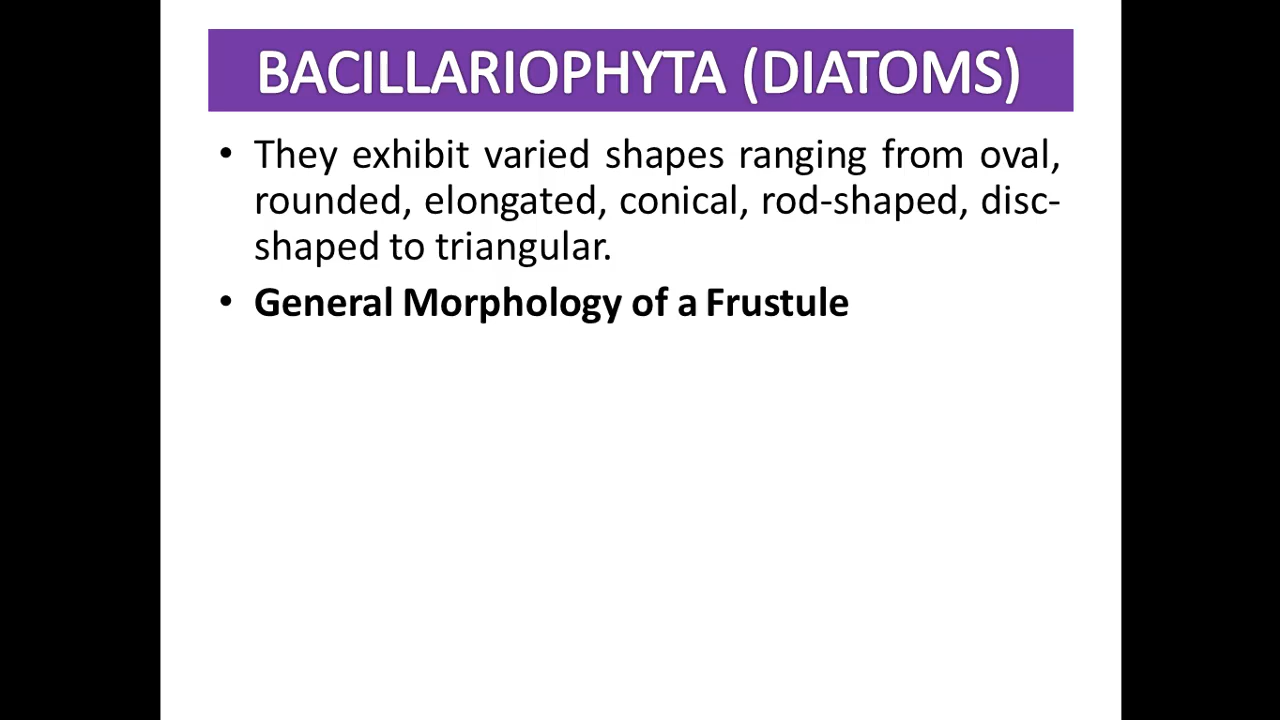 BACILLARIOPHYTA (DIATOMS)
• They exhibit varied shapes ranging from oval,
rounded, elongated, conical, rod-shaped, disc-
shaped to triangular.
• General Morphology of a Frustule